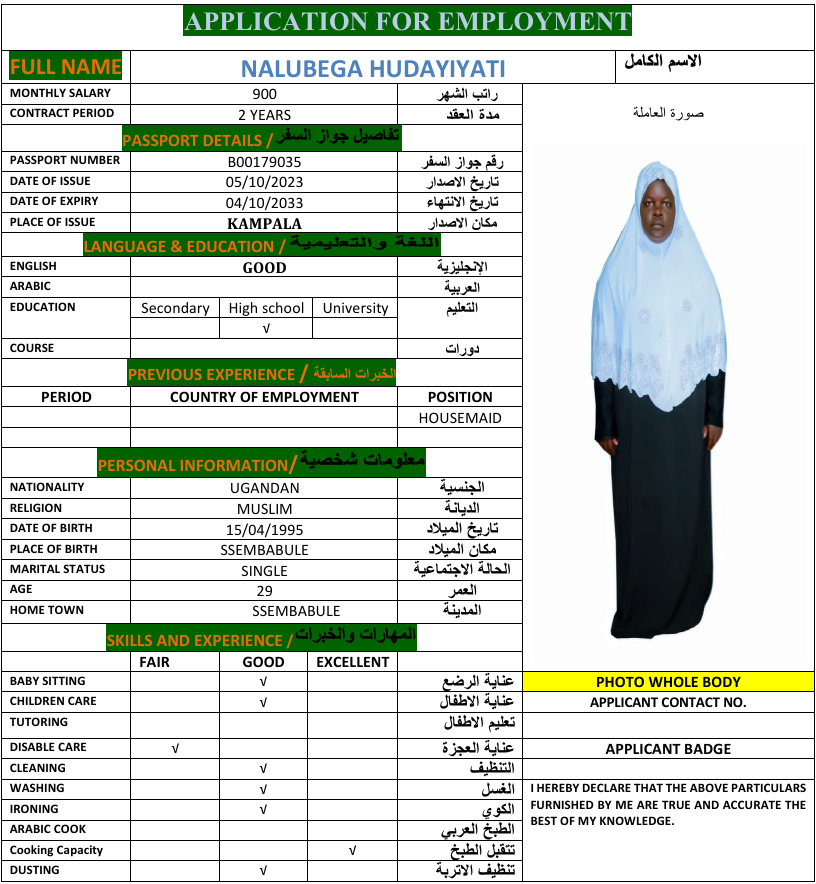 APPLICATION FOR EMPLOYMENT
FULL NAME NALUBEGA HUDAYIYATI الاسم الكامل
MONTHLY SALARY 900 راتب الشهر
CONTRACT PERIOD 2 YEARS مدة العقد
صورة العاملة
PASSPORT DETAILS / تفاصيل جواز السفر
PASSPORT NUMBER B00179035 رقم جواز السفر
DATE OF ISSUE 05/10/2023 تاريخ الاصدار
DATE OF EXPIRY 04/10/2033 تاريخ الانتهاء
PLACE OF ISSUE KAMPALA مكان الاصدار
LANGUAGE & EDUCATION / اللغة والتعليمية
ENGLISH GOOD الإنجليزية
ARABIC العربية
EDUCATION Secondary High school University التعليم
√
COURSE دورات
PREVIOUS EXPERIENCE / الخبرات السابقة
PERIOD COUNTRY OF EMPLOYMENT POSITION
HOUSEMAID
PERSONAL INFORMATION/ معلومات شخصية
NATIONALITY UGANDAN الجنسية
RELIGION MUSLIM الديانة
DATE OF BIRTH 15/04/1995 تاريخ الميلاد
PLACE OF BIRTH SSEMBABULE مكان الميلاد
MARITAL STATUS SINGLE الحالة الاجتماعية
AGE 29 العمر
HOME TOWN SSEMBABULE المدينة
SKILLS AND EXPERIENCE / المهارات والخبرات
FAIR GOOD EXCELLENT
BABY SITTING √ عناية الرضع
PHOTO WHOLE BODY
CHILDREN CARE √ عناية الاطفال
APPLICANT CONTACT NO.
TUTORING تعليم الاطفال
DISABLE CARE √ عناية العجزة
APPLICANT BADGE
CLEANING √ التنظيف
WASHING √ الغسل
IRONING √ الكوي
ARABIC COOK الطبخ العربي
Cooking Capacity √ تتقبل الطبخ
DUSTING √ تنظيف الاتربة
I HEREBY DECLARE THAT THE ABOVE PARTICULARS
FURNISHED BY ME ARE TRUE AND ACCURATE THE
BEST OF MY KNOWLEDGE.